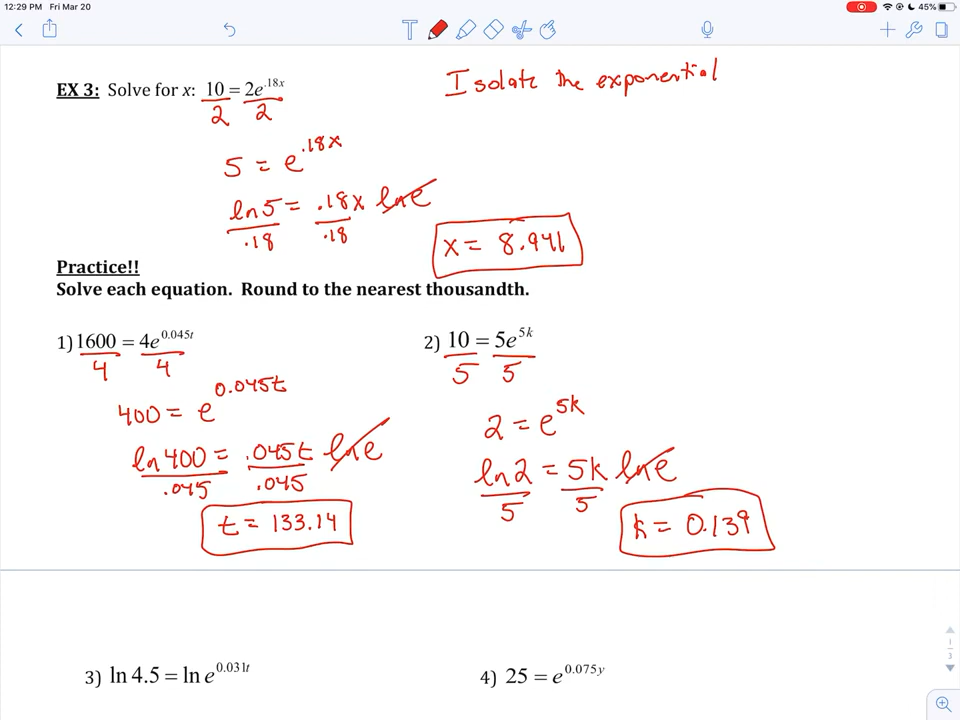 12:29 PM Fri Mar 20
45%
T
Isolate the exponential
EX 3: Solve for x: 10 = 2e^.18x
2 2
5 = e^.18x
ln5 = .18x lne
.18 .18
x = 8.941
Practice!!
Solve each equation. Round to the nearest thousandth.
1) 1600 = 4e^0.045t
4 4
400 = e^0.045t
ln400 = .045t lne
.045 .045
t = 133.14
2) 10 = 5e^5k
5 5
2 = e^5k
ln2 = 5k lne
5 5
k = 0.139
1
3
3) ln 4.5 = ln e^0.031t
4) 25 = e^0.075y